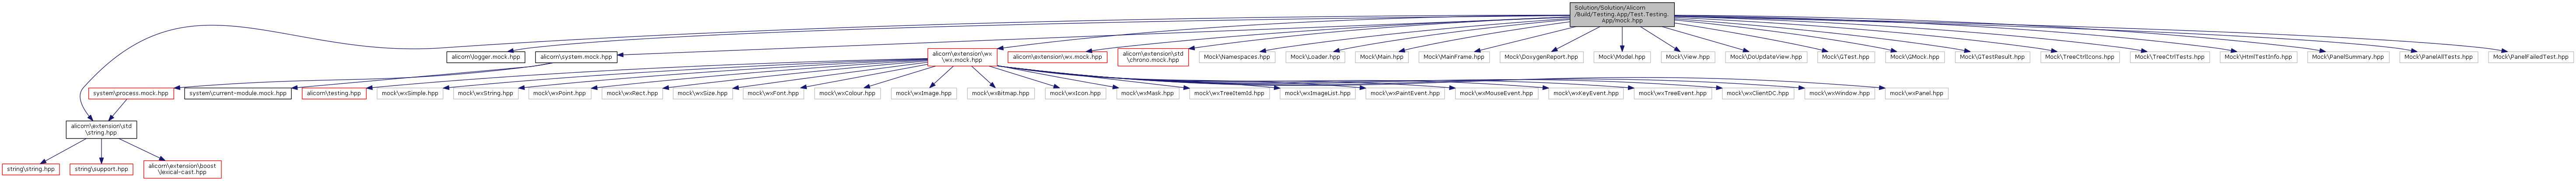 Solution/Solution/Alicorn
/Build/Testing.App/Test.Testing.
App/mock.hpp
alicorn\logger.mock.hpp
alicorn\system.mock.hpp
alicorn\extension\wx
\wx.mock.hpp
alicorn\extension\wx.mock.hpp
alicorn\extension\std
\chrono.mock.hpp
Mock\Namespaces.hpp
Mock\Loader.hpp
Mock\Main.hpp
Mock\MainFrame.hpp
Mock\DoxygenReport.hpp
Mock\Model.hpp
Mock\View.hpp
Mock\DoUpdateView.hpp
Mock\GTest.hpp
Mock\GMock.hpp
Mock\GTestResult.hpp
Mock\TreeCtrlIcons.hpp
Mock\TreeCtrlTests.hpp
Mock\HtmlTestInfo.hpp
Mock\PanelSummary.hpp
Mock\PanelAllTests.hpp
Mock\PanelFailedTest.hpp
system\process.mock.hpp
system\current-module.mock.hpp
alicorn\testing.hpp
mock\wxSimple.hpp
mock\wxString.hpp
mock\wxPoint.hpp
mock\wxRect.hpp
mock\wxSize.hpp
mock\wxFont.hpp
mock\wxColour.hpp
mock\wxImage.hpp
mock\wxBitmap.hpp
mock\wxIcon.hpp
mock\wxMask.hpp
mock\wxTreeItemId.hpp
mock\wxImageList.hpp
mock\wxPaintEvent.hpp
mock\wxMouseEvent.hpp
mock\wxKeyEvent.hpp
mock\wxTreeEvent.hpp
mock\wxClientDC.hpp
mock\wxWindow.hpp
mock\wxPanel.hpp
alicorn\extension\std
\string.hpp
string\string.hpp
string\support.hpp
alicorn\extension\boost
\lexical-cast.hpp